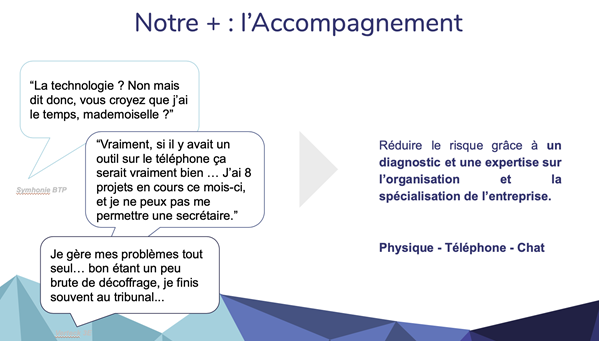 Notre + : l’Accompagnement
“La technologie ? Non mais
dit donc, vous croyez que j’ai
le temps, mademoiselle ?”
Symhonie BTP
“Vraiment, si il y avait un
outil sur le téléphone ça
serait vraiment bien … J’ai 8
projets en cours ce mois-ci,
et je ne peux pas me
permettre une secrétaire.”
Je gère mes problèmes tout
seul… bon étant un peu
brute de décoffrage, je finis
souvent au tribunal...
Réduire le risque grâce à un
diagnostic et une expertise sur
l’organisation et la
spécialisation de l’entreprise.
Physique - Téléphone - Chat